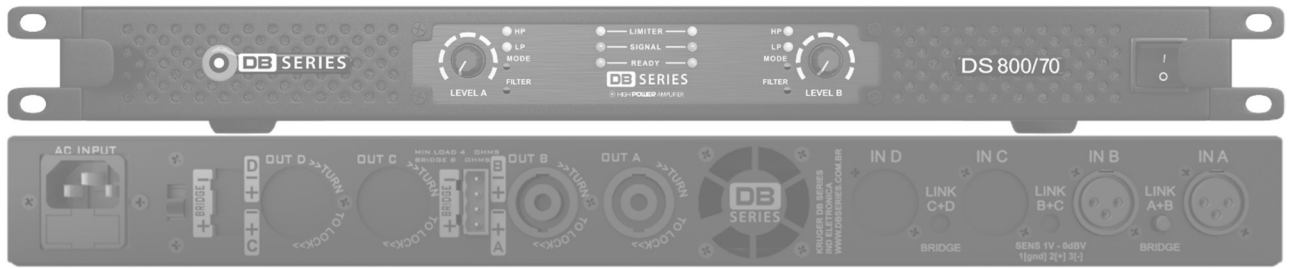 DB SERIES
HP
LP
MODE
FILTER
LEVEL A
LIMITER
SIGNAL
READY
DB SERIES
HIGH POWER AMPLIFIER
HP
LP
MODE
FILTER
LEVEL B
DS 800/70
I
O
AC INPUT
BRIDGE
+
D
+
+
C
OUT D
>>TURN TO LOCK<<
OUT C
>>TURN TO LOCK<<
MIN LOAD 4 OHMS
BRIDGE 8 OHMS
BRIDGE
+
B
+
+
A
OUT B
>>TURN TO LOCK<<
OUT A
>>TURN TO LOCK<<
DB
SERIES
KRUGER DB SERIES
IND ELETRONICA
WWW.DBSERIES.COM.BR
IN D
LINK
C+D
BRIDGE
IN C
LINK
B+C
SENS 1V - 0dBV
1[gnd] 2[+] 3[-]
IN B
LINK
A+B
BRIDGE
IN A